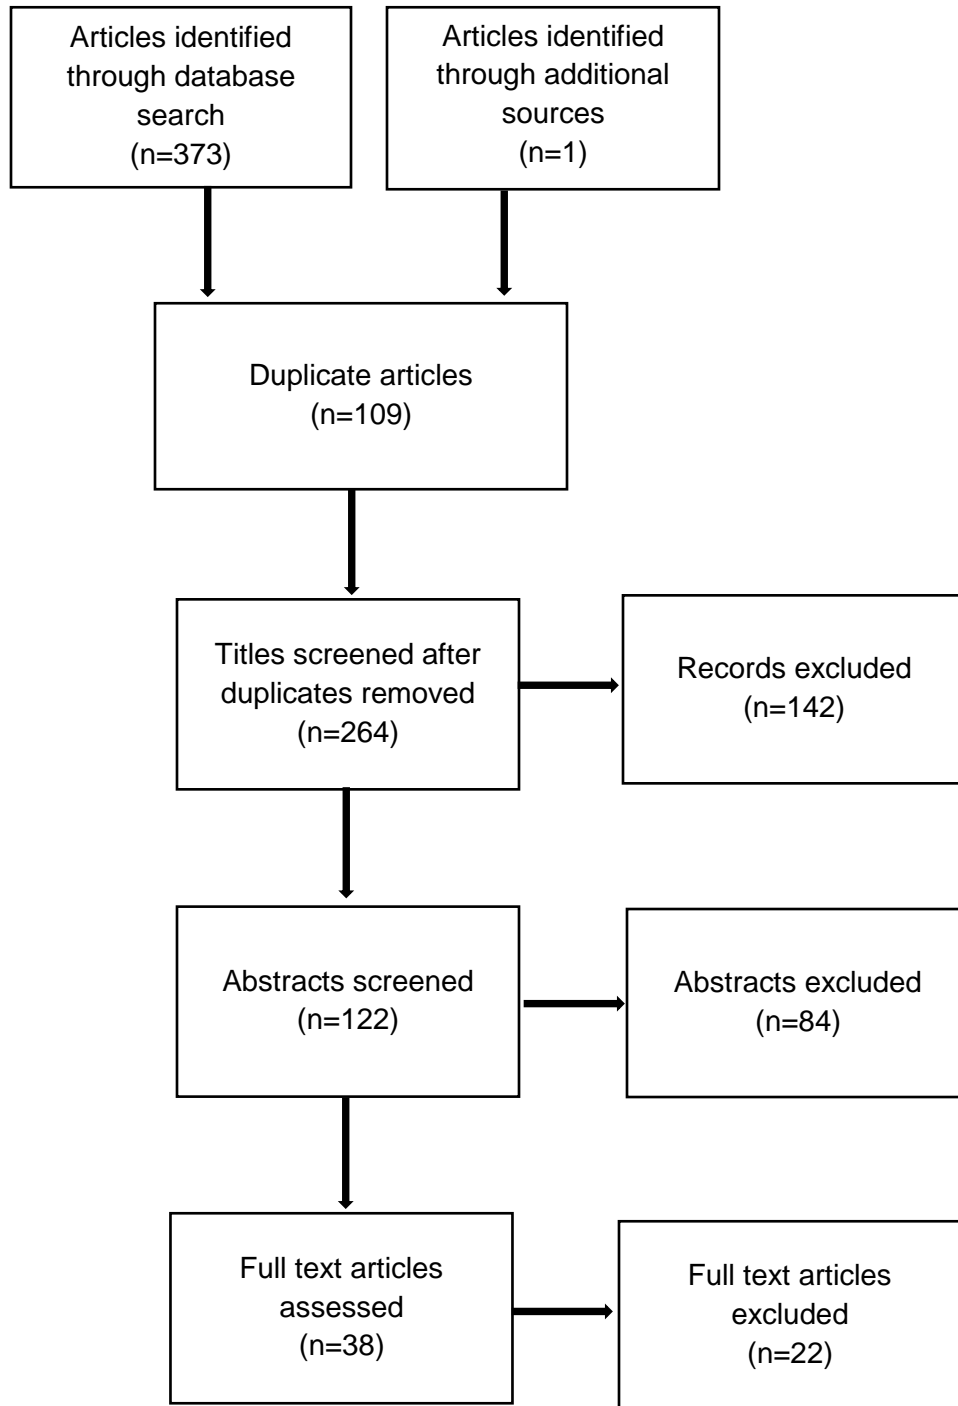 Articles identified
through database
search
(n=373)
Articles identified
through additional
sources
(n=1)
Duplicate articles
(n=109)
Titles screened after
duplicates removed
(n=264)
Records excluded
(n=142)
Abstracts screened
(n=122)
Abstracts excluded
(n=84)
Full text articles
assessed
(n=38)
Full text articles
excluded
(n=22)